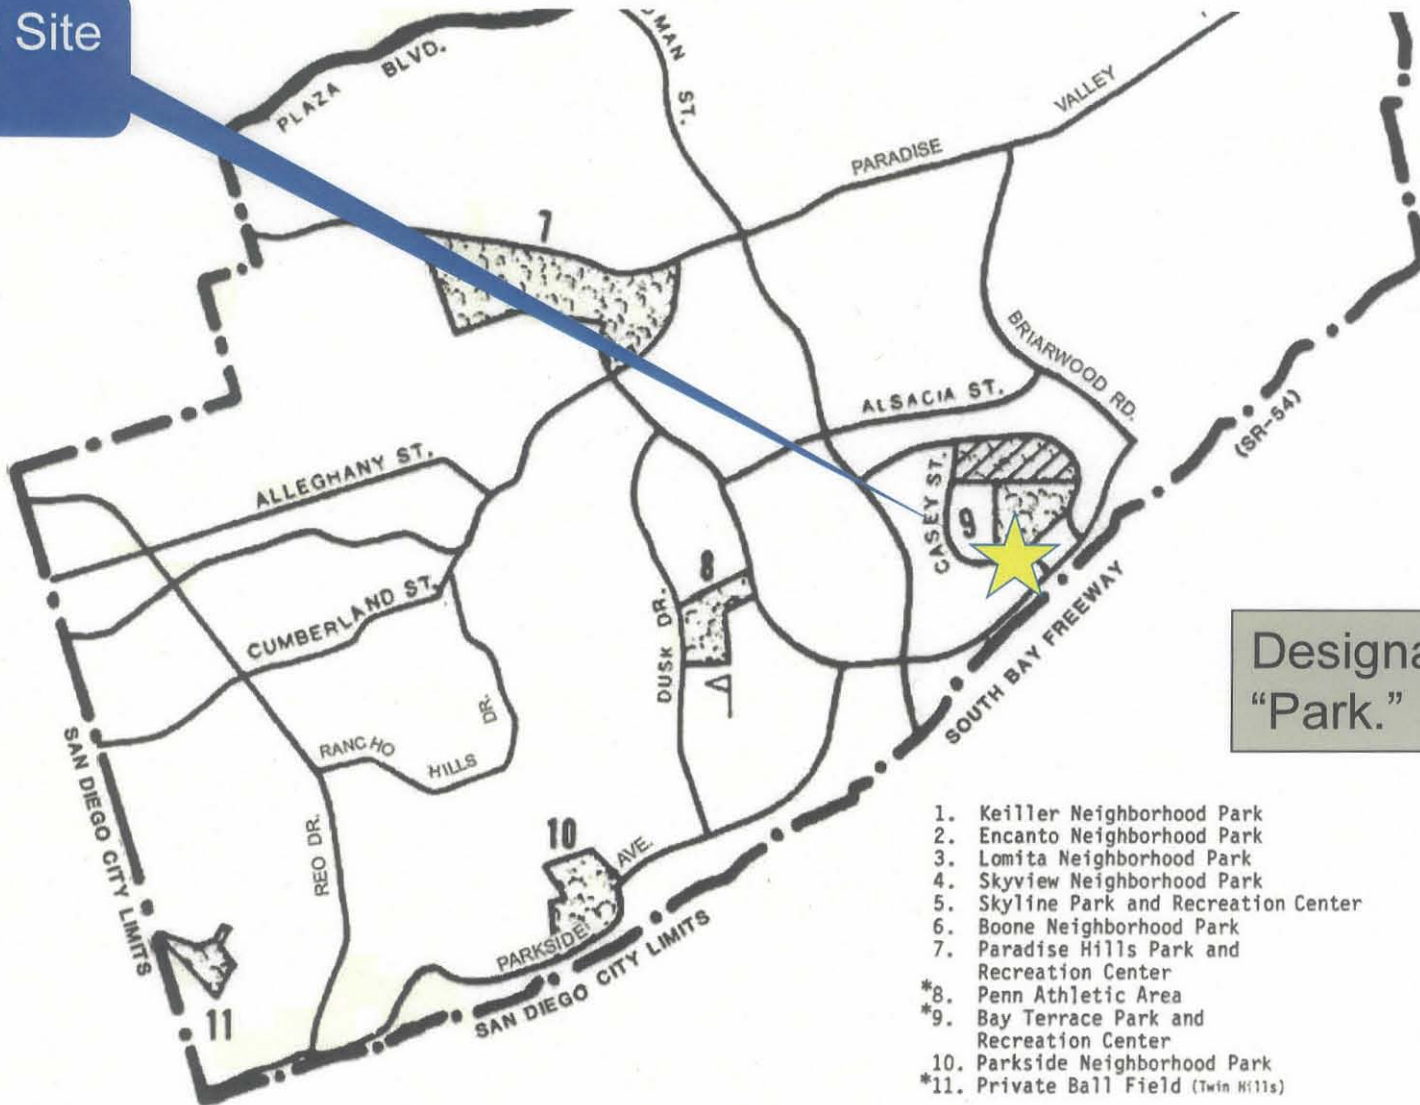 Site
PLAZA BLVD.
MAN ST.
PARADISE VALLEY
7
BRIARWOOD RD.
ALSACIA ST.
(SR-54)
ALLEGHANY ST.
CASEY ST.
9
8
CUMBERLAND ST.
DUSK DR.
SOUTH BAY FREEWAY
Designa
"Park."
RANCHO HILLS DR.
SAN DIEGO CITY LIMITS
REO DR.
10
PARKSIDE AVE.
SAN DIEGO CITY LIMITS
11
1. Keiller Neighborhood Park
2. Encanto Neighborhood Park
3. Lomita Neighborhood Park
4. Skyview Neighborhood Park
5. Skyline Park and Recreation Center
6. Boone Neighborhood Park
7. Paradise Hills Park and
Recreation Center
*8. Penn Athletic Area
*9. Bay Terrace Park and
Recreation Center
10. Parkside Neighborhood Park
*11. Private Ball Field (Twin Hills)